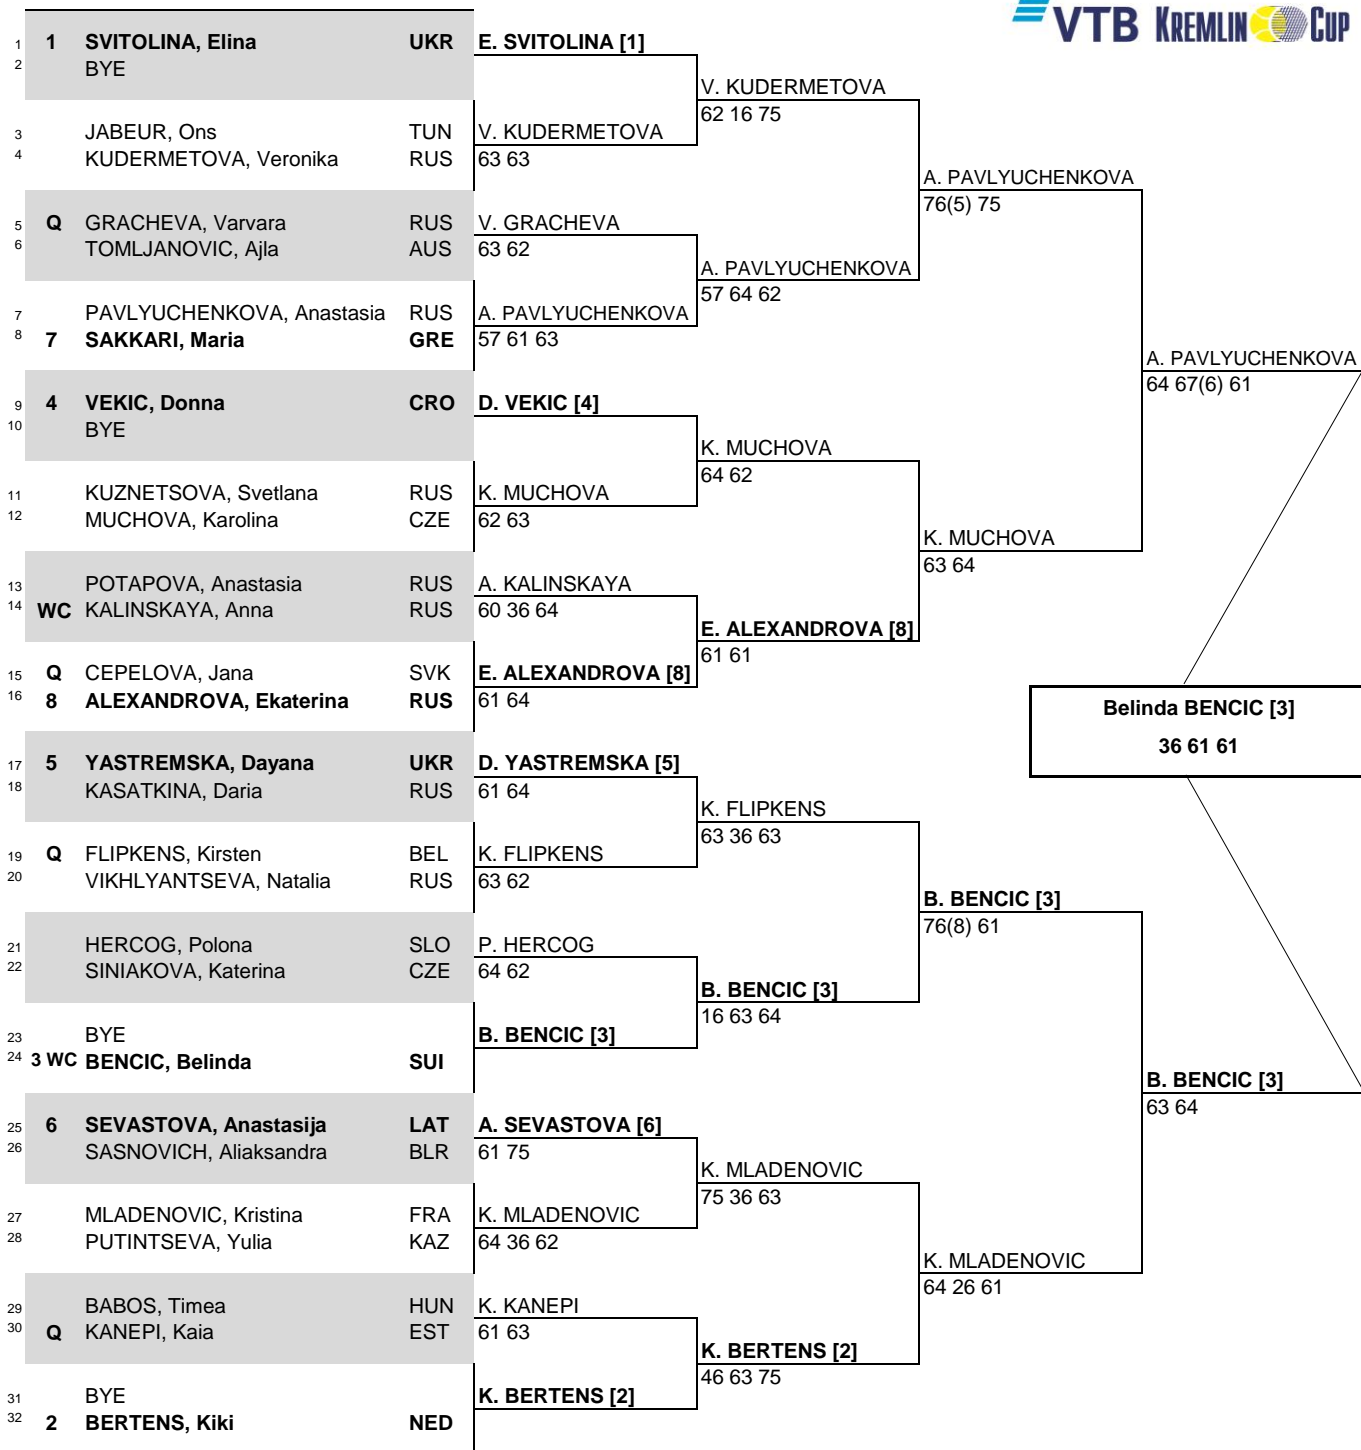 VTB KREMLIN CUP
1 1 SVITOLINA, Elina UKR
2 BYE
3 JABEUR, Ons TUN
4 KUDERMETOVA, Veronika RUS
5 Q GRACHEVA, Varvara RUS
6 TOMLJANOVIC, Ajla AUS
7 PAVLYUCHENKOVA, Anastasia RUS
8 7 SAKKARI, Maria GRE
9 4 VEKIC, Donna CRO
10 BYE
11 KUZNETSOVA, Svetlana RUS
12 MUCHOVA, Karolina CZE
13 POTAPOVA, Anastasia RUS
14 WC KALINSKAYA, Anna RUS
15 Q CEPELOVA, Jana SVK
16 8 ALEXANDROVA, Ekaterina RUS
17 5 YASTREMSKA, Dayana UKR
18 KASATKINA, Daria RUS
19 Q FLIPKENS, Kirsten BEL
20 VIKHLYANTSEVA, Natalia RUS
21 HERCOG, Polona SLO
22 SINIAKOVA, Katerina CZE
23 BYE
24 3 WC BENCIC, Belinda SUI
25 6 SEVASTOVA, Anastasija LAT
26 SASNOVICH, Aliaksandra BLR
27 MLADENOVIC, Kristina FRA
28 PUTINTSEVA, Yulia KAZ
29 BABOS, Timea HUN
30 Q KANEPI, Kaia EST
31 BYE
32 2 BERTENS, Kiki NED
E. SVITOLINA [1]
V. KUDERMETOVA
63 63
V. GRACHEVA
63 62
A. PAVLYUCHENKOVA
57 61 63
D. VEKIC [4]
K. MUCHOVA
62 63
A. KALINSKAYA
60 36 64
E. ALEXANDROVA [8]
61 64
D. YASTREMSKA [5]
61 64
K. FLIPKENS
63 62
P. HERCOG
64 62
B. BENCIC [3]
A. SEVASTOVA [6]
61 75
K. MLADENOVIC
64 36 62
K. KANEPI
61 63
K. BERTENS [2]
V. KUDERMETOVA
62 16 75
A. PAVLYUCHENKOVA
57 64 62
K. MUCHOVA
64 62
E. ALEXANDROVA [8]
61 61
K. FLIPKENS
63 36 63
B. BENCIC [3]
16 63 64
K. MLADENOVIC
75 36 63
K. BERTENS [2]
46 63 75
A. PAVLYUCHENKOVA
76(5) 75
K. MUCHOVA
63 64
B. BENCIC [3]
76(8) 61
K. MLADENOVIC
64 26 61
A. PAVLYUCHENKOVA
64 67(6) 61
B. BENCIC [3]
63 64
Belinda BENCIC [3]
36 61 61